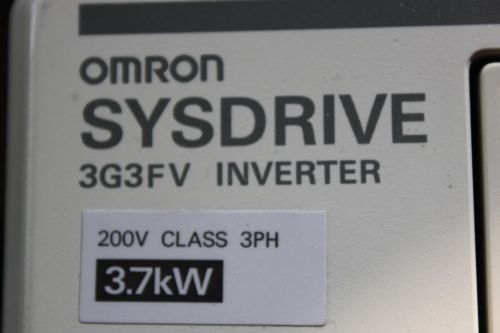 OMRON
SYSDRIVE
3G3FV INVERTER
200V CLASS 3PH
3.7kW